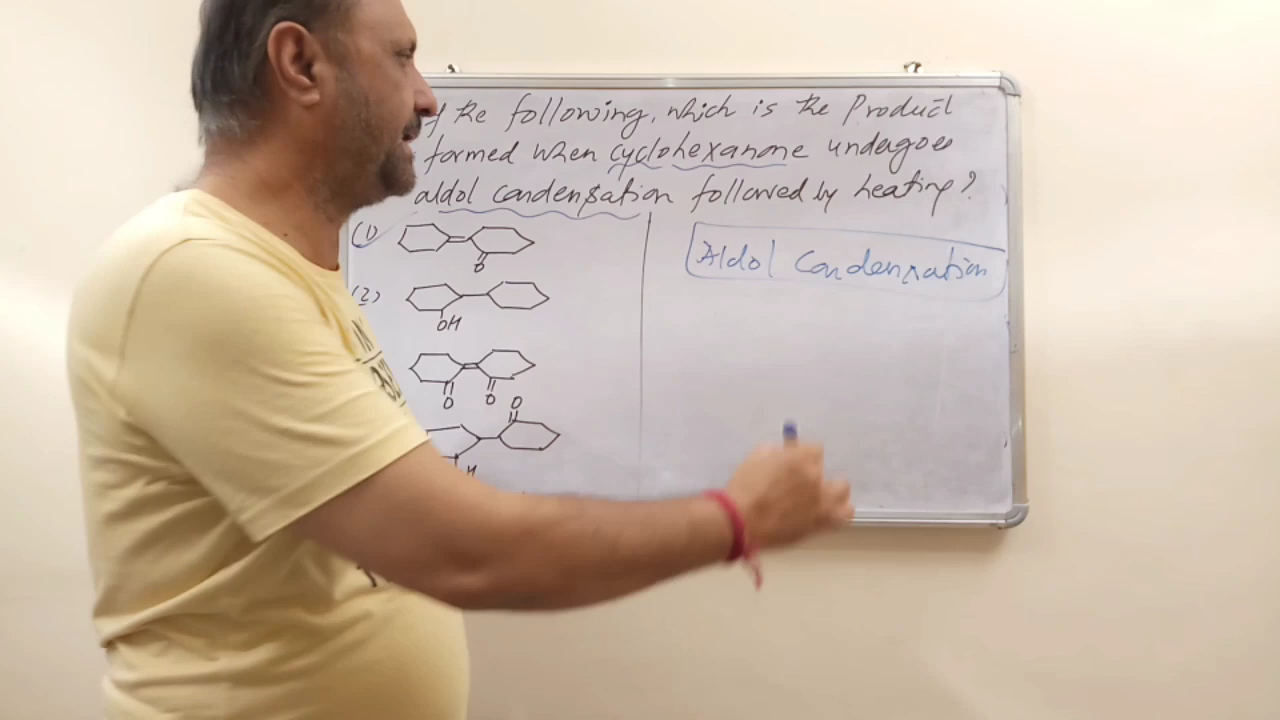 the following, which is the Product
formed when cyclohexanone undergoes
aldol condensation followed by heating?
(1)
O
Aldol Condensation
(2)
OH
O O
O
H
IN